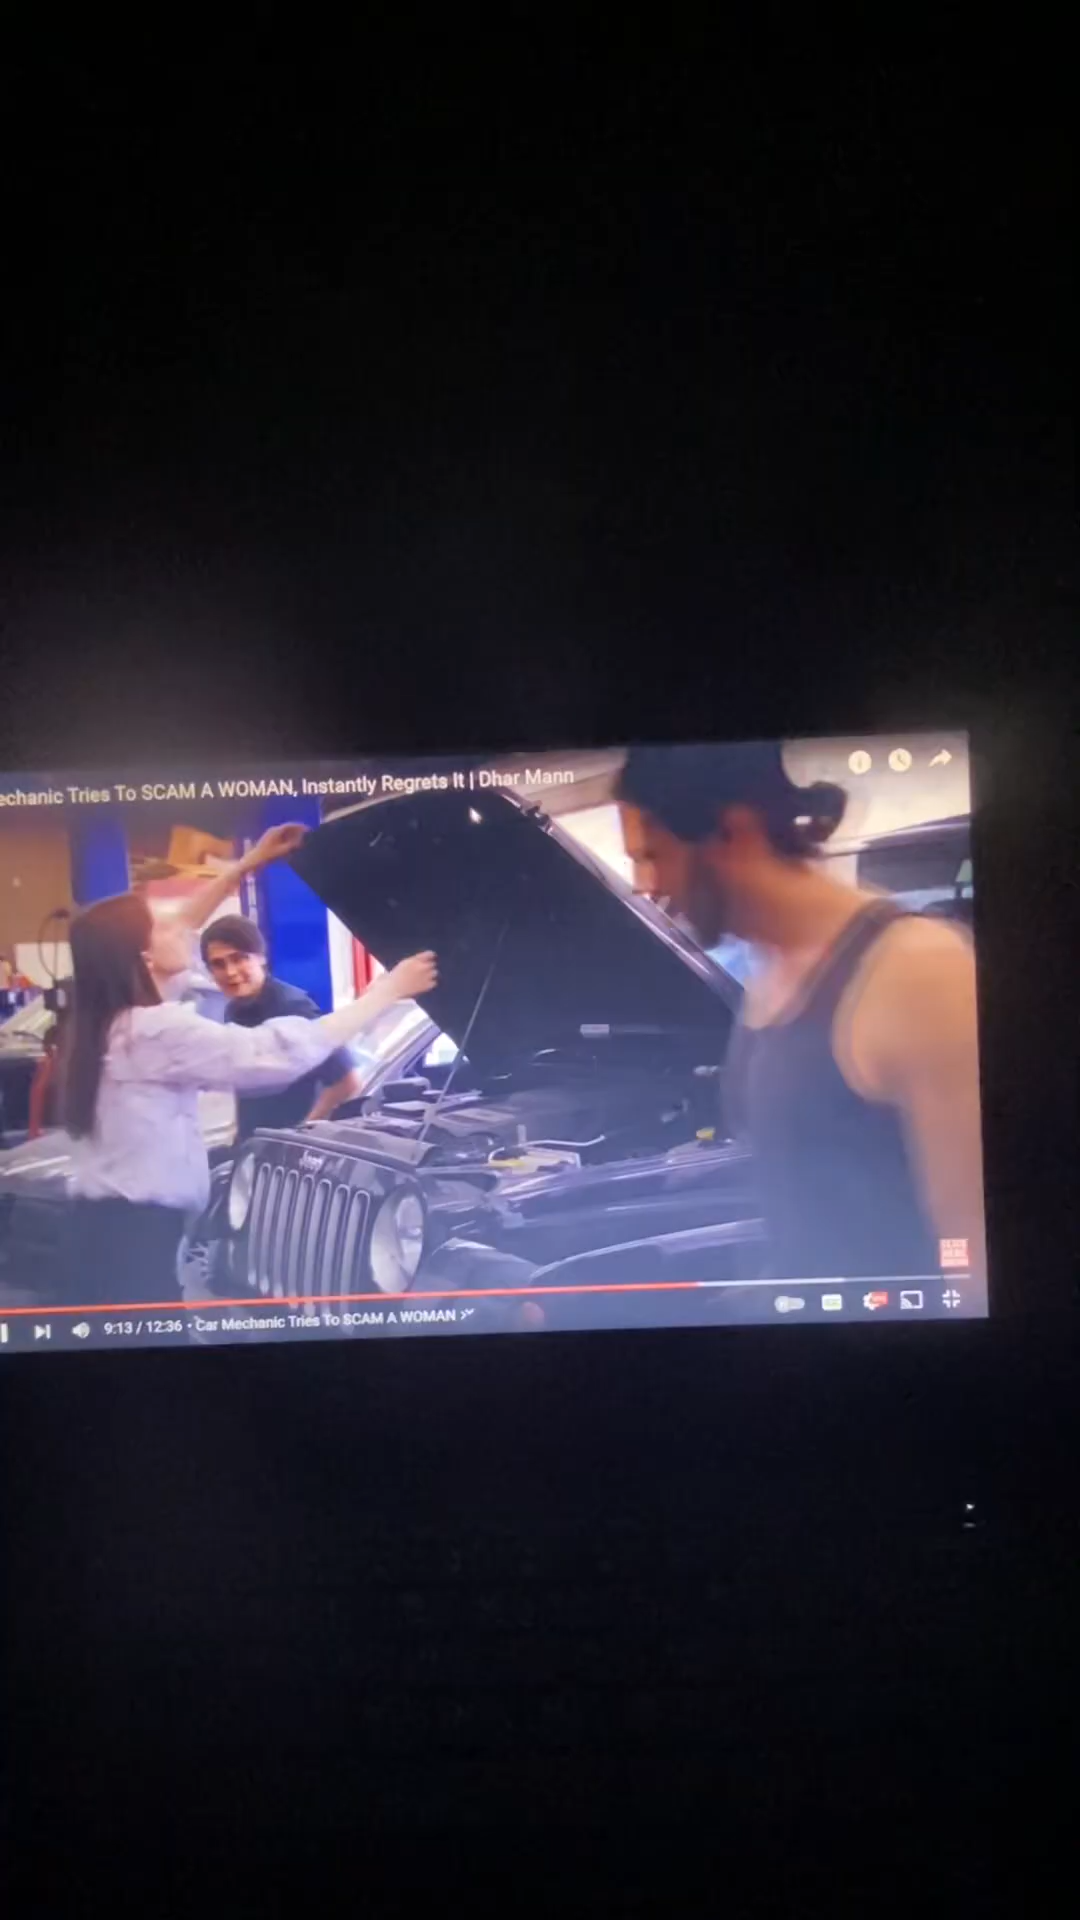 echanic Tries To SCAM A WOMAN, Instantly Regrets It | Dhar Mann
Jeep
9:13 / 12:36 • Car Mechanic Tries To SCAM A WOMAN